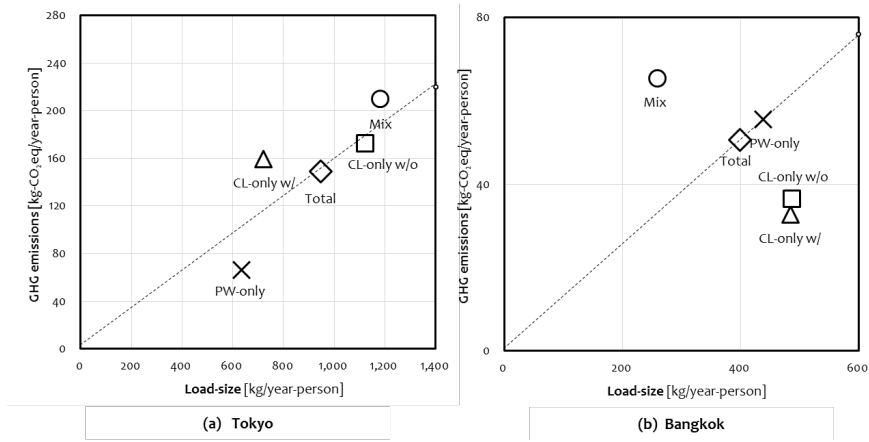 280
240
200
160
120
80
40
0
GHG emissions [kg-CO₂eq/year-person]
Mix
CL-only w/o
CL-only w/
Total
PW-only
0
200
400
600
800
1,000
1,200
1,400
Load-size [kg/year-person]
(a) Tokyo
80
40
0
GHG emissions [kg-CO₂eq/year-person]
Mix
PW-only
Total
CL-only w/o
CL-only w/
0
200
400
600
Load-size [kg/year-person]
(b) Bangkok